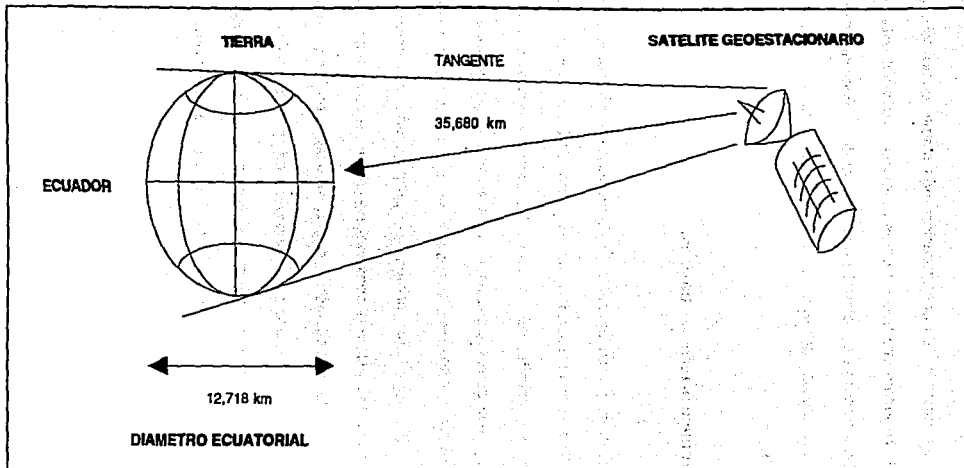 TIERRA
SATELITE GEOESTACIONARIO
TANGENTE
35,680 km
ECUADOR
12,718 km
DIAMETRO ECUATORIAL